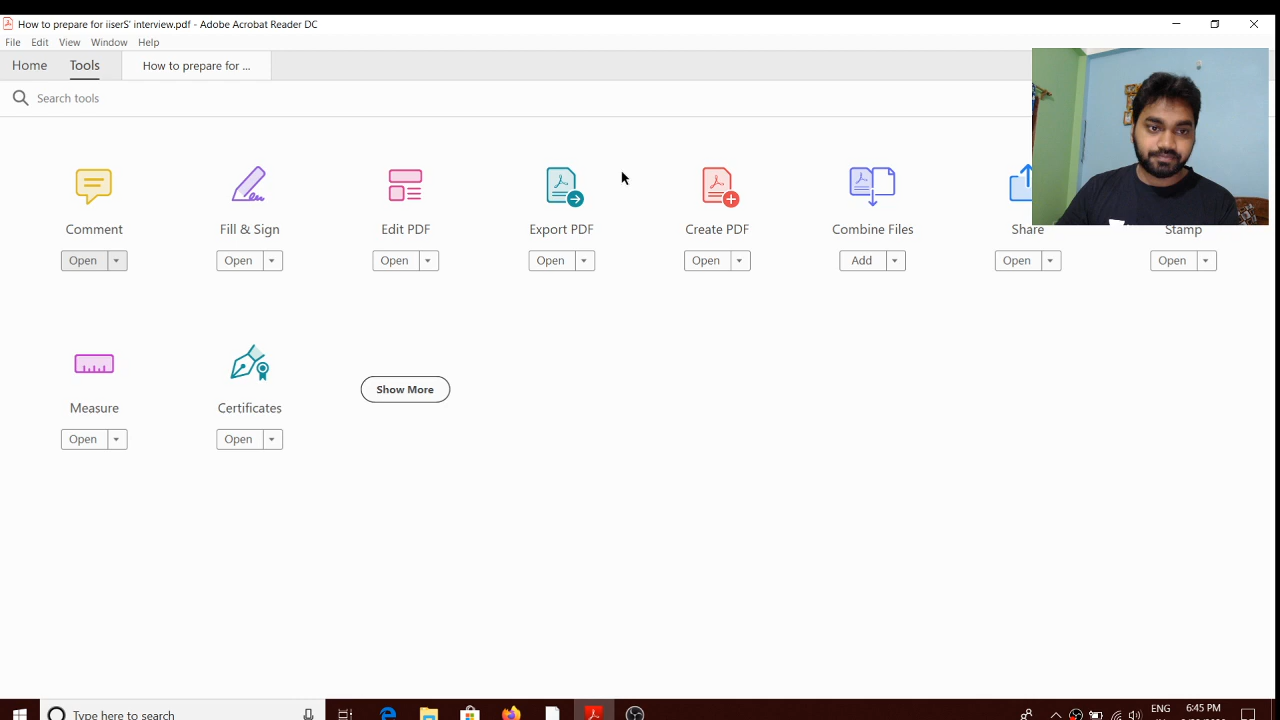 How to prepare for iiserS' interview.pdf - Adobe Acrobat Reader DC
File Edit View Window Help
Home Tools How to prepare for ...
Search tools
Comment Fill & Sign Edit PDF Export PDF Create PDF Combine Files Share Stamp
Open Open Open Open Open Add Open Open
Measure Certificates
Show More
Open Open
Type here to search
ENG 6:45 PM